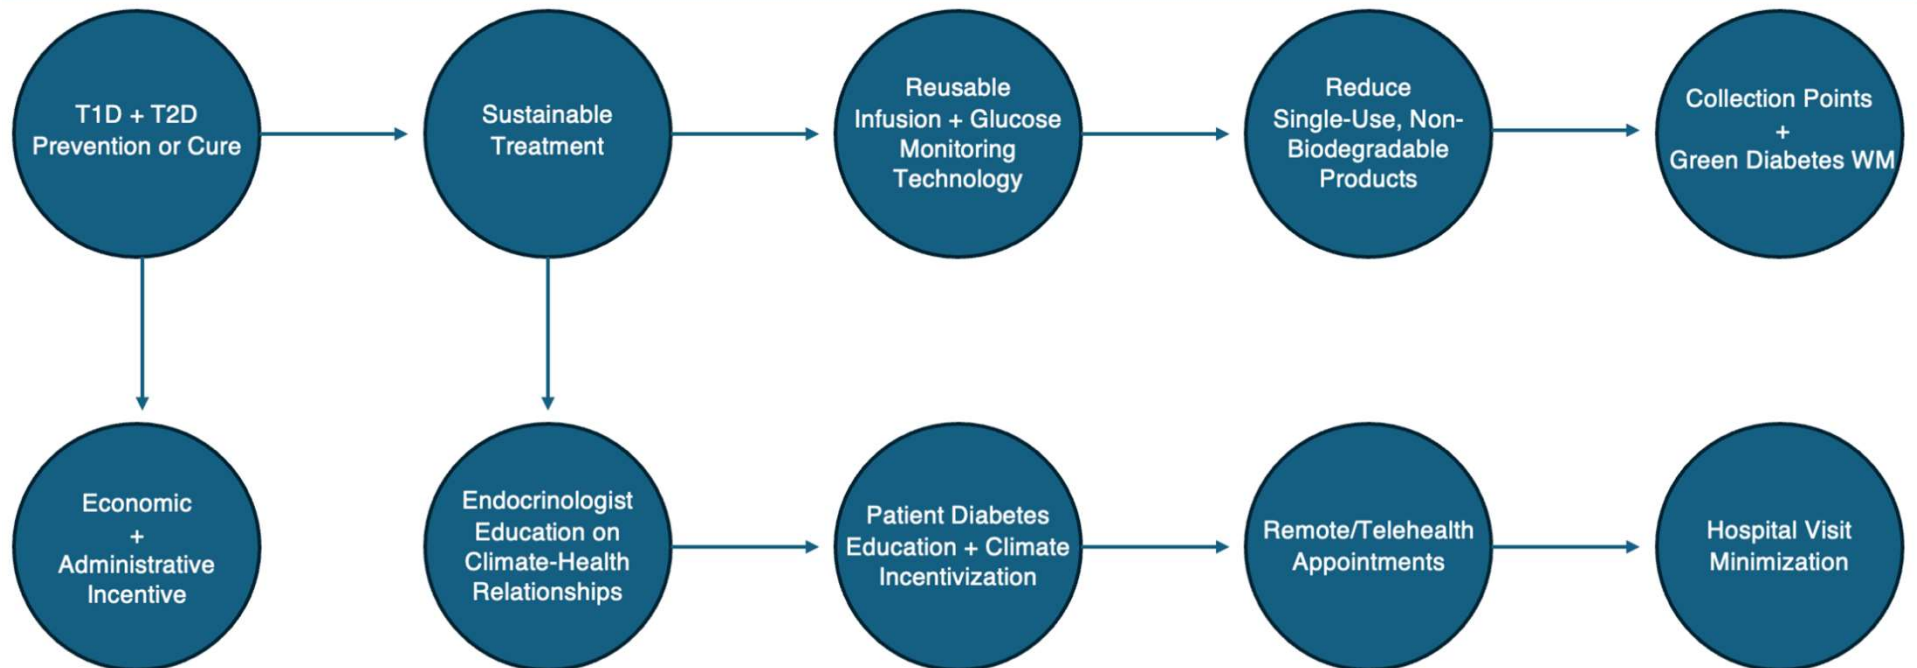 T1D + T2D
Prevention or Cure
Sustainable
Treatment
Reusable
Infusion + Glucose
Monitoring
Technology
Reduce
Single-Use, Non-
Biodegradable
Products
Collection Points
+
Green Diabetes WM
Economic
+
Administrative
Incentive
Endocrinologist
Education on
Climate-Health
Relationships
Patient Diabetes
Education + Climate
Incentivization
Remote/Telehealth
Appointments
Hospital Visit
Minimization